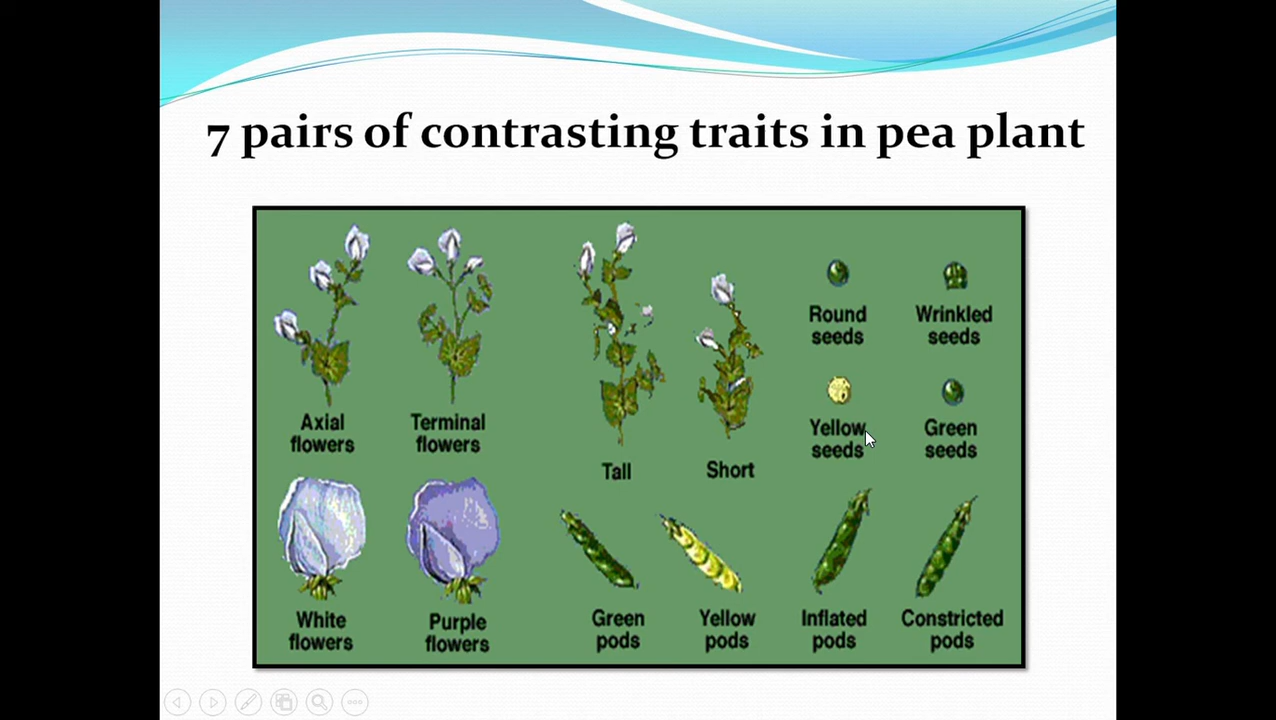 7 pairs of contrasting traits in pea plant
Axial
flowers
Terminal
flowers
Tall
Short
Round
seeds
Wrinkled
seeds
Yellow
seeds
Green
seeds
White
flowers
Purple
flowers
Green
pods
Yellow
pods
Inflated
pods
Constricted
pods